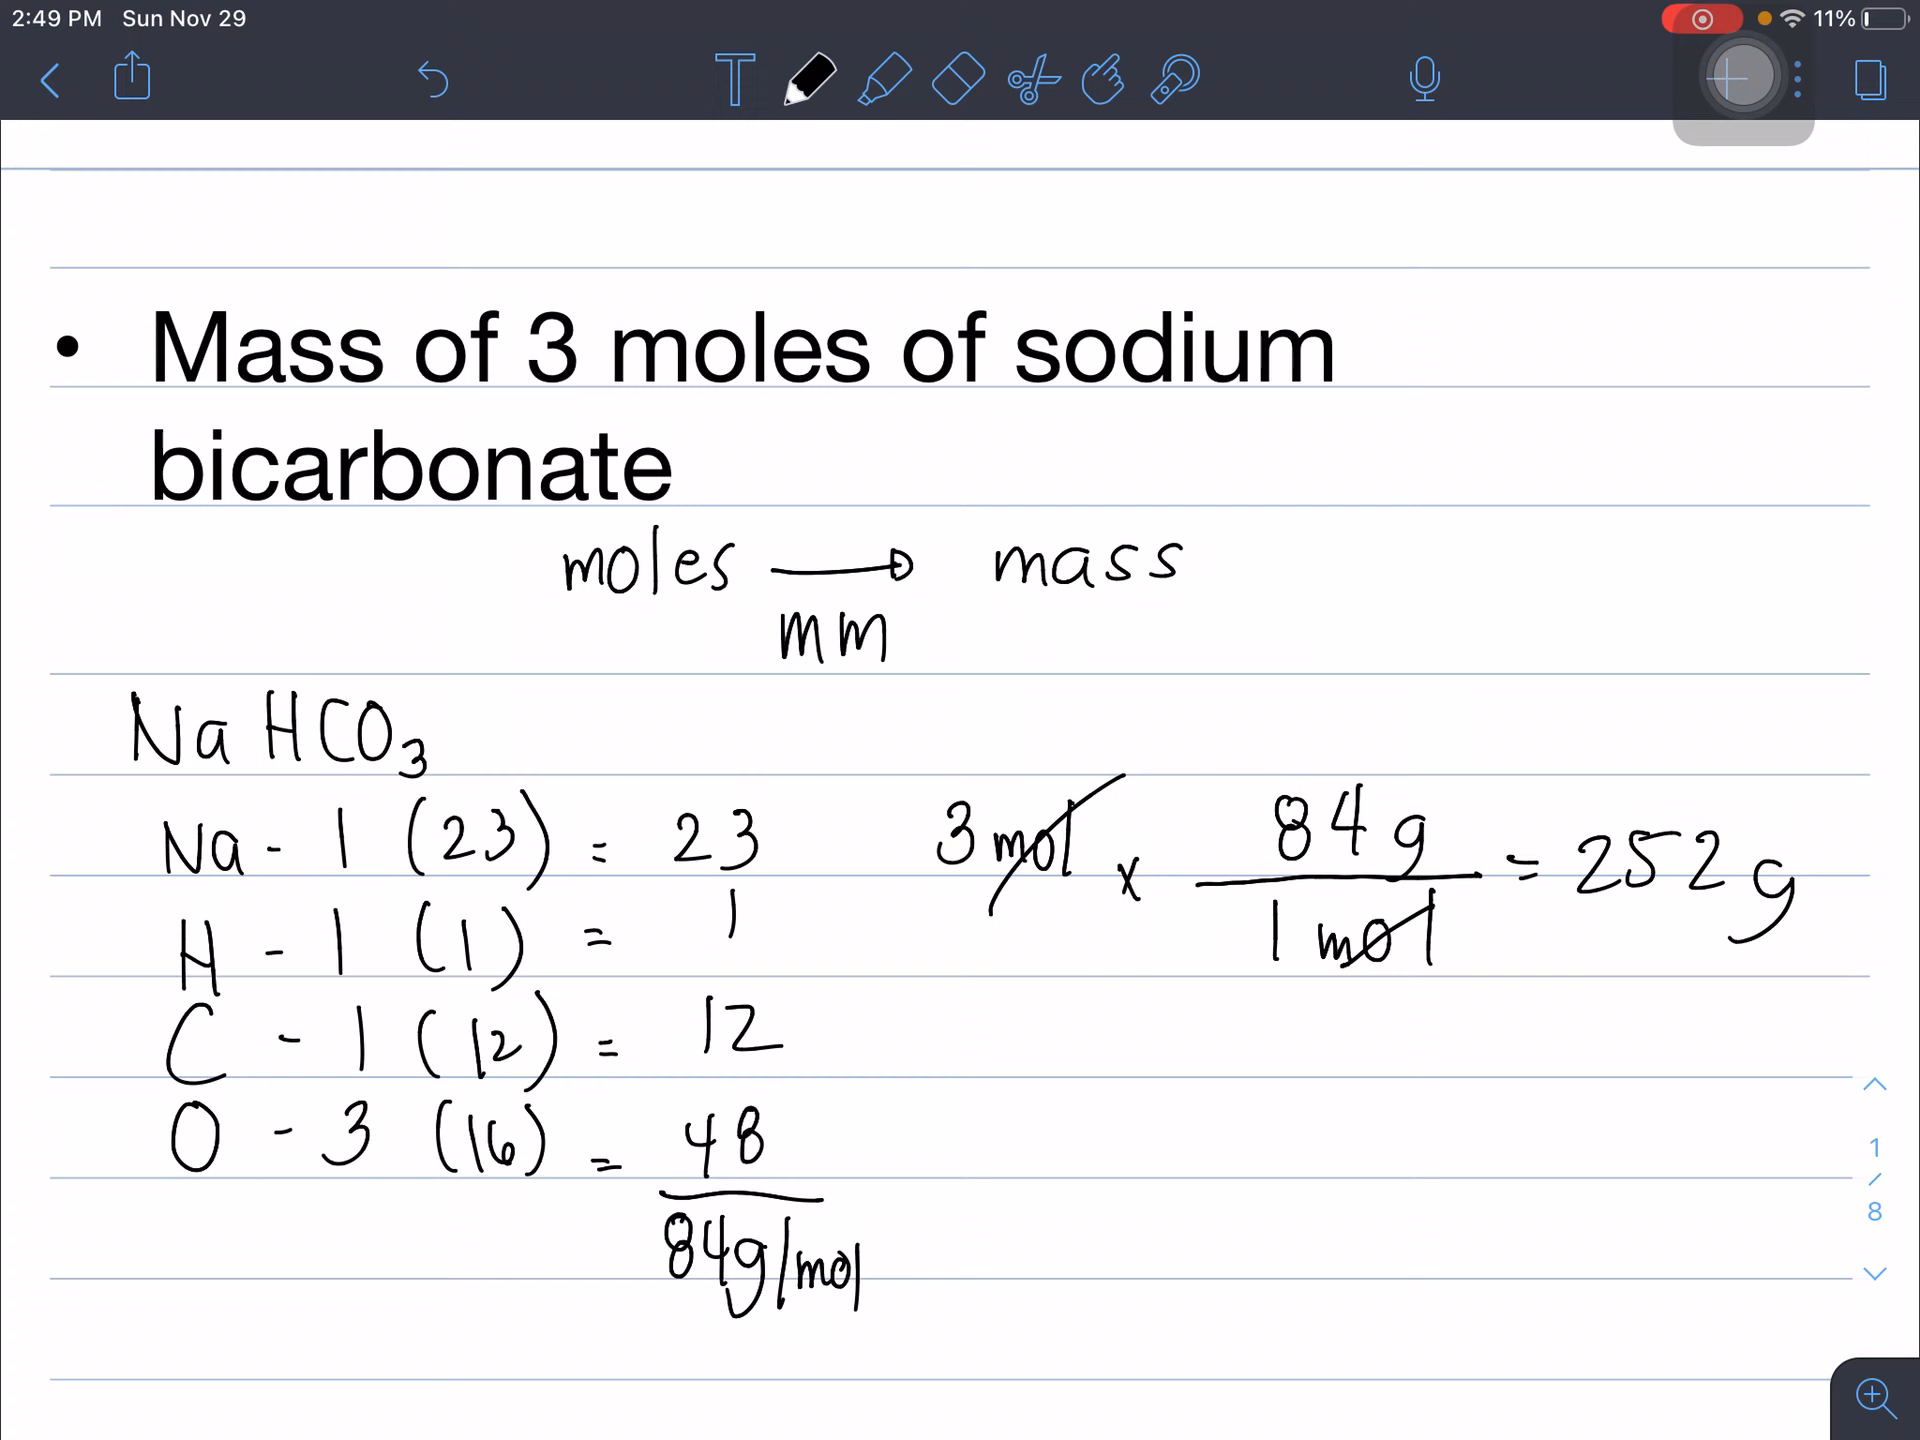 2:49 PM Sun Nov 29
11%
T
• Mass of 3 moles of sodium
bicarbonate
moles → mass
mm
NaHCO₃
Na - 1 (23) = 23
H - 1 (1) = 1
C - 1 (12) = 12
O - 3 (16) = 48
84g/mol
3 mol x 84 g / 1 mol = 252 g
1
/
8